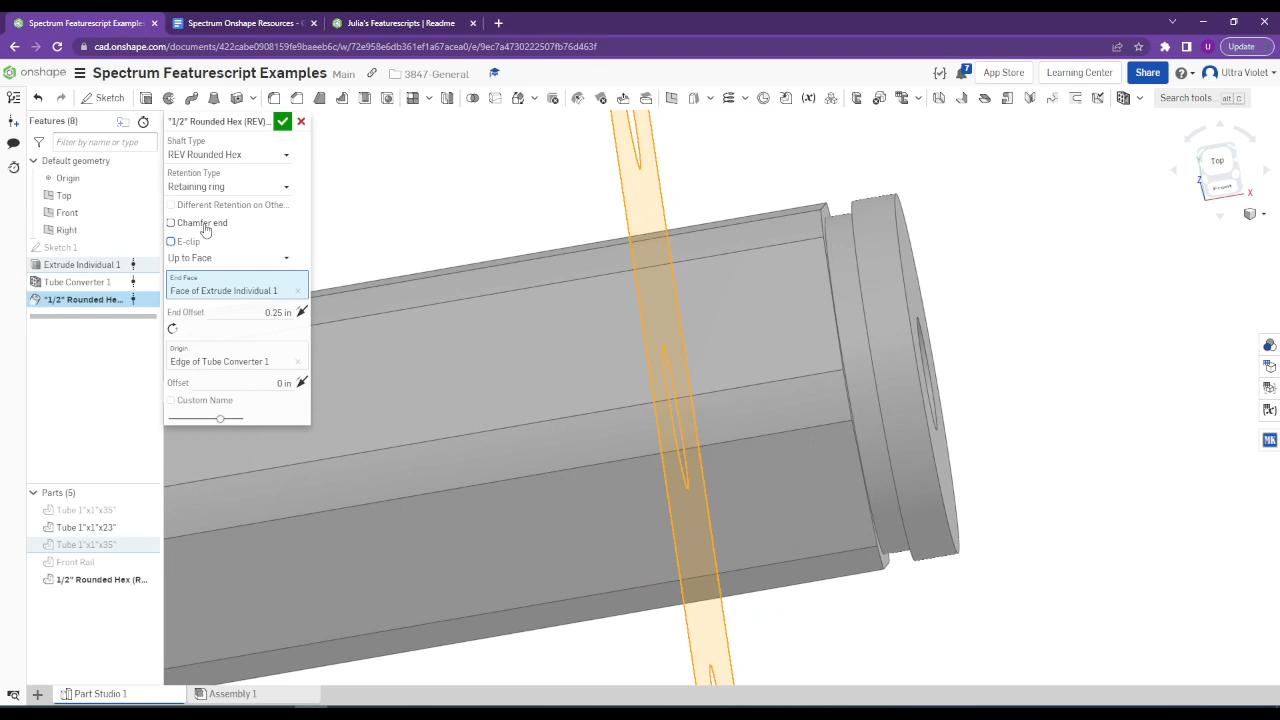 Spectrum Featurescript Examples
Spectrum Onshape Resources - G
Julia's Featurescripts | Readme
cad.onshape.com/documents/422cabe0908159fe9baeeb6c/w/72e958e6db361ef1a67acea0/e/9ec7a4730222507fb76d463f
U
Update
onshape
Spectrum Featurescript Examples
Main
3847-General
7
App Store
Learning Center
Share
Ultra Violet
Sketch
Search tools...
alt C
Features (8)
Filter by name or type
Default geometry
Origin
Top
Front
Right
Sketch 1
Extrude Individual 1
Tube Converter 1
"1/2" Rounded He...
"1/2" Rounded Hex (REV)...
Shaft Type
REV Rounded Hex
Retention Type
Retaining ring
Different Retention on Othe...
Chamfer end
E-clip
Up to Face
End Face
Face of Extrude Individual 1
End Offset
0.25 in
Origin
Edge of Tube Converter 1
Offset
0 in
Custom Name
Top
Front
Y
Z
X
MK
Parts (5)
Tube 1"x1"x35"
Tube 1"x1"x23"
Tube 1"x1"x35"
Front Rail
1/2" Rounded Hex (R...
Part Studio 1
Assembly 1